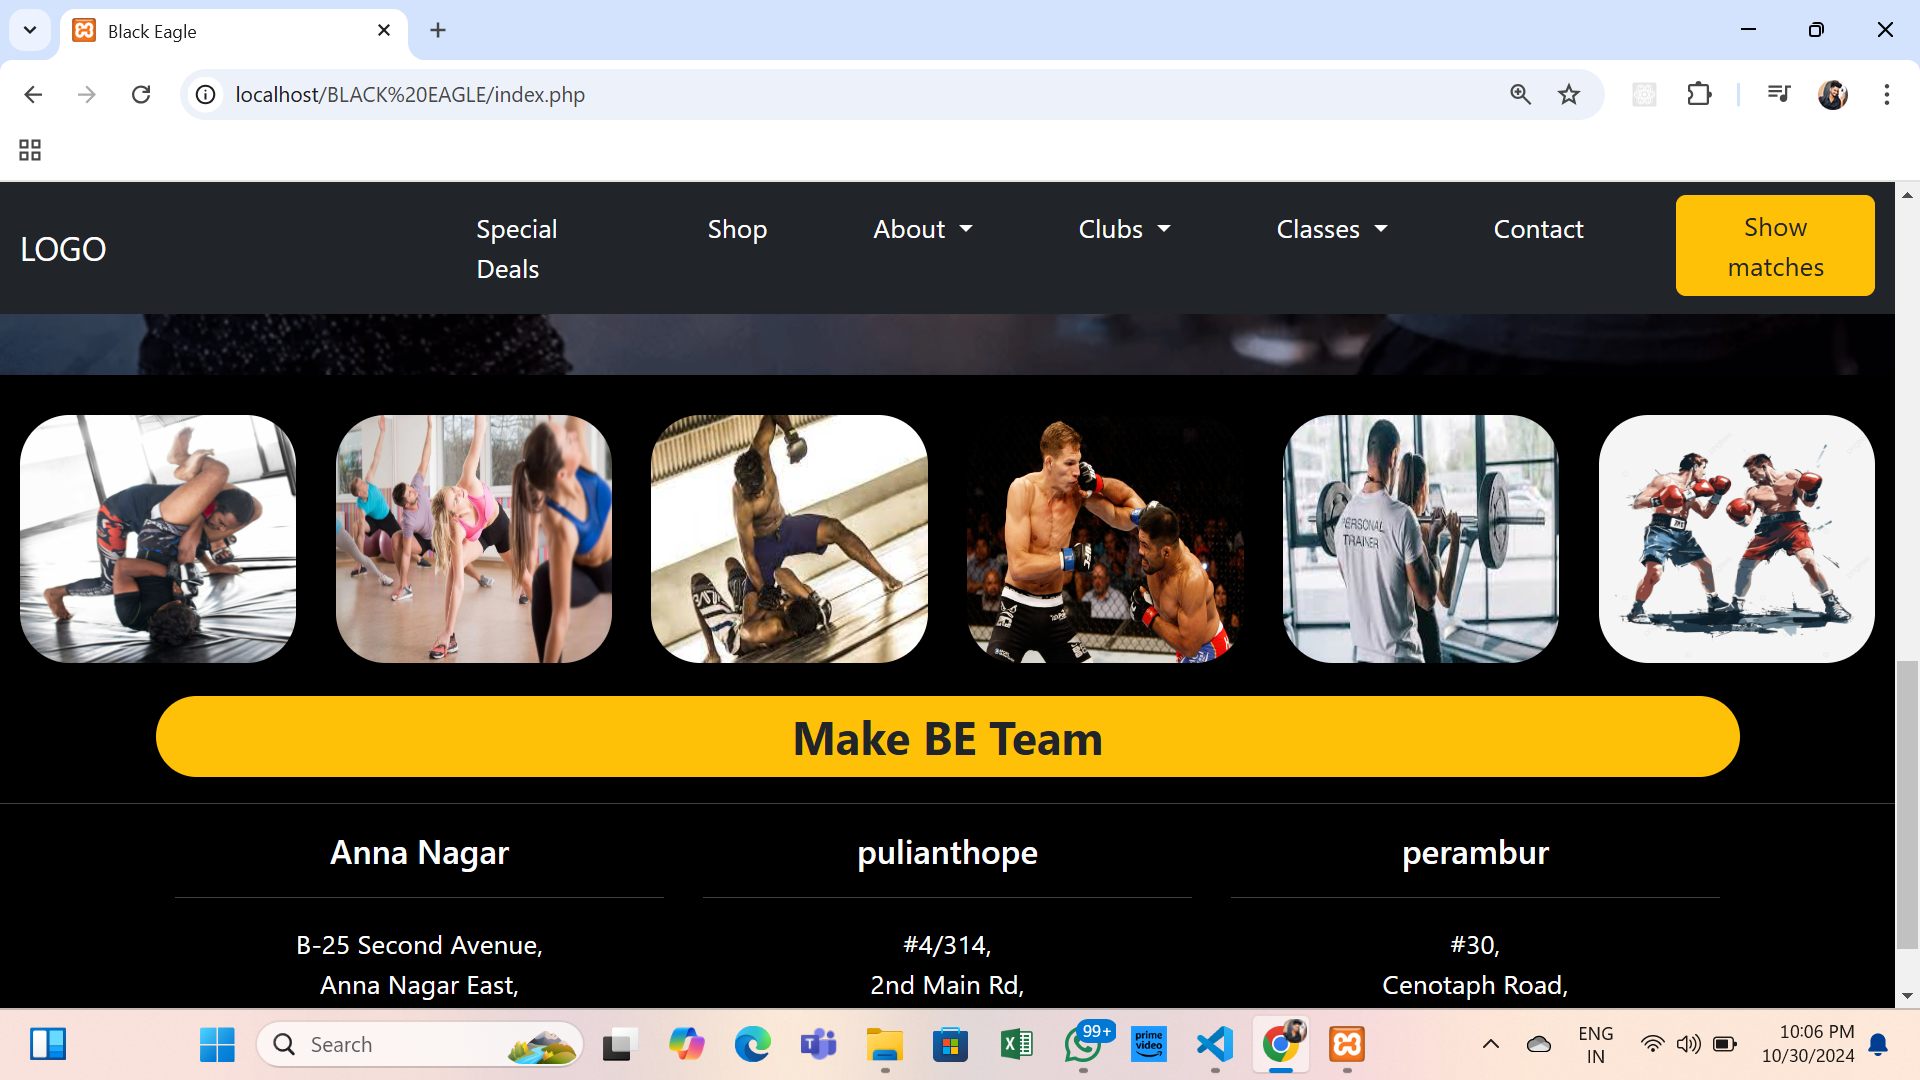 Black Eagle
localhost/BLACK%20EAGLE/index.php
LOGO
Special
Deals
Shop
About
Clubs
Classes
Contact
Show
matches
PERSONAL
TRAINER
Make BE Team
Anna Nagar
pulianthope
perambur
B-25 Second Avenue,
#4/314,
#30,
Anna Nagar East,
2nd Main Rd,
Cenotaph Road,
Search
99+
prime
video
ENG
IN
10:06 PM
10/30/2024